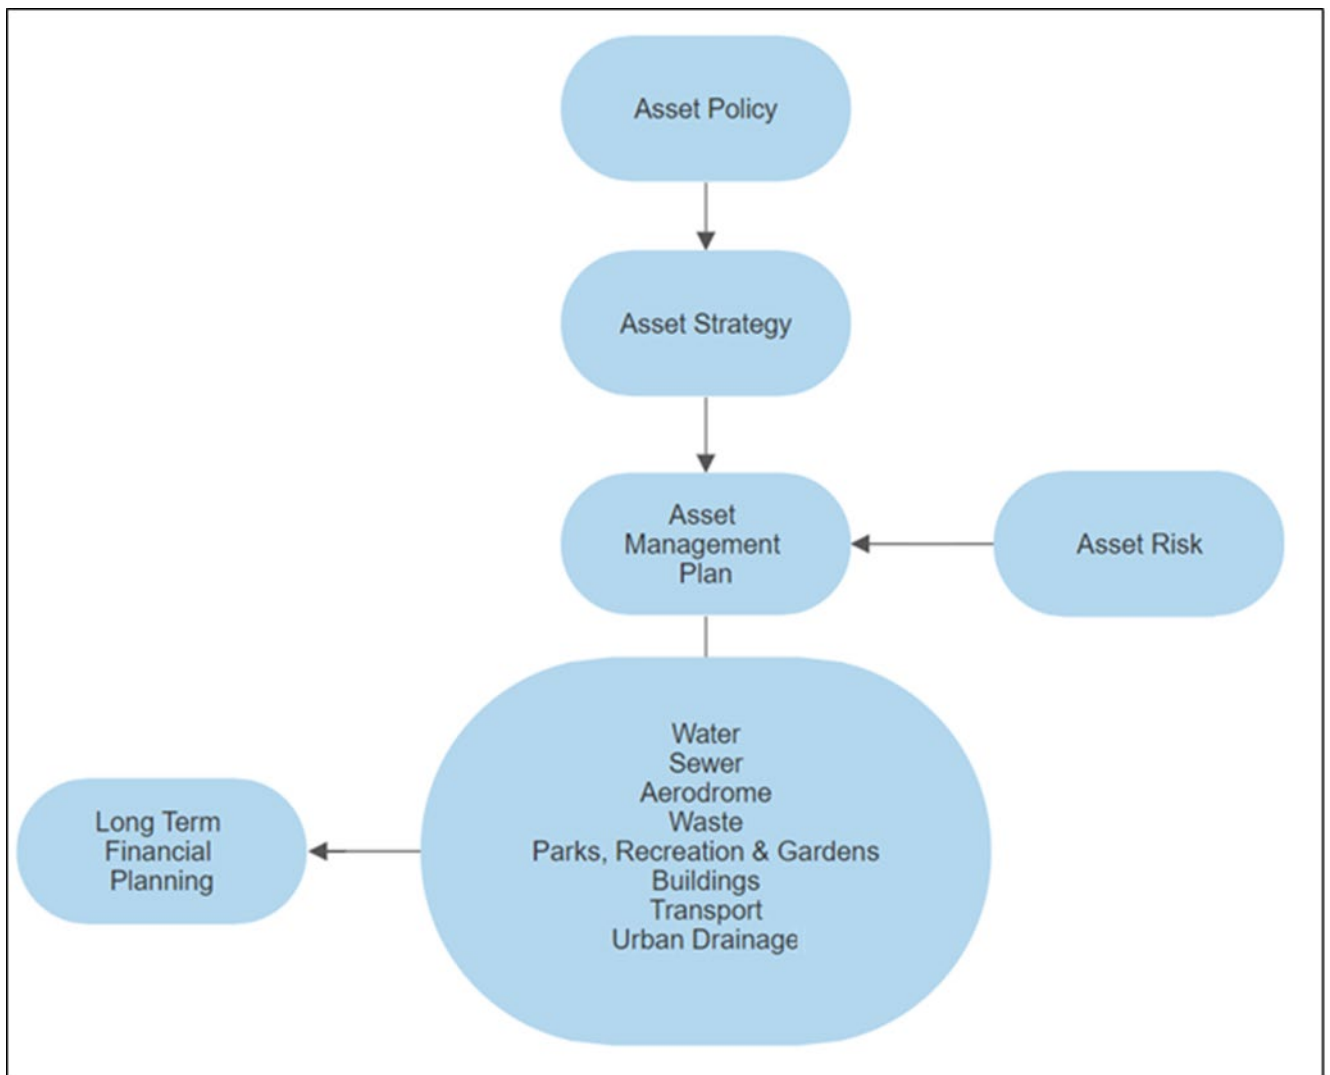 Asset Policy
Asset Strategy
Asset
Management
Plan
Asset Risk
Water
Sewer
Aerodrome
Waste
Parks, Recreation & Gardens
Buildings
Transport
Urban Drainage
Long Term
Financial
Planning